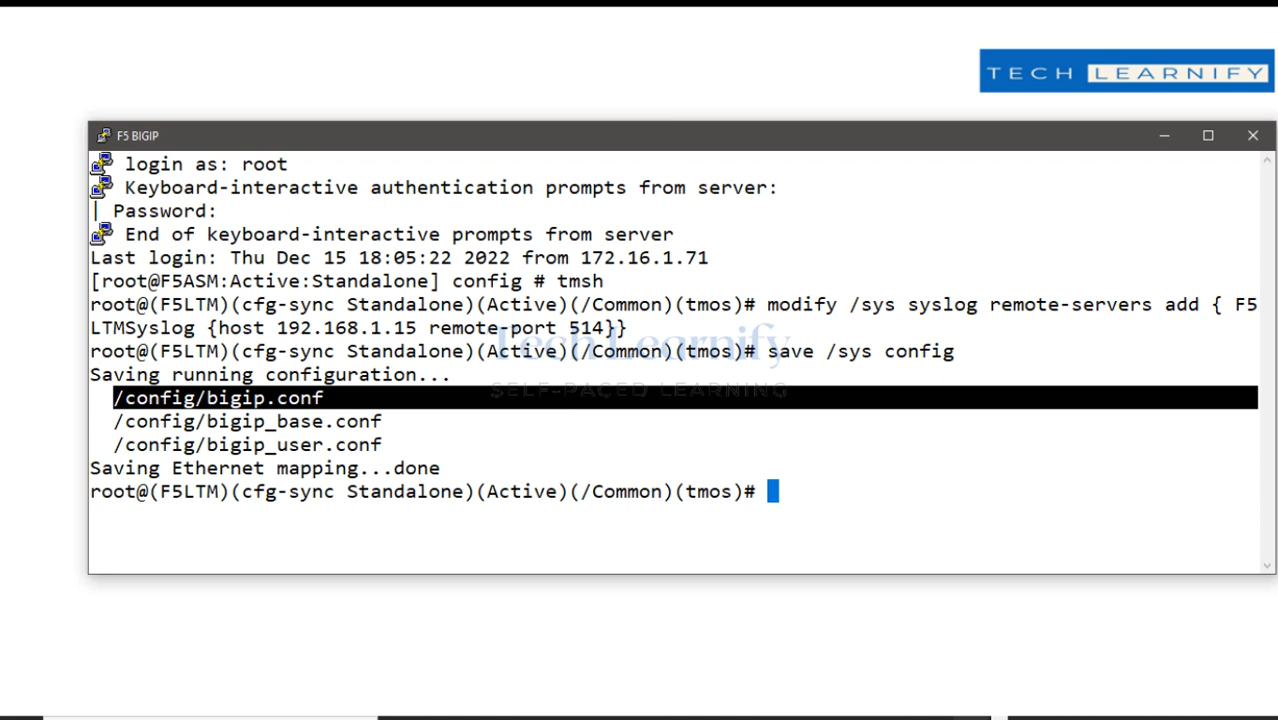 TECH LEARNIFY
F5 BIGIP
login as: root
Keyboard-interactive authentication prompts from server:
| Password:
End of keyboard-interactive prompts from server
Last login: Thu Dec 15 18:05:22 2022 from 172.16.1.71
[root@F5ASM:Active:Standalone] config # tmsh
root@(F5LTM)(cfg-sync Standalone)(Active)(/Common)(tmos)# modify /sys syslog remote-servers add { F5
LTMSyslog {host 192.168.1.15 remote-port 514}}
Tech Learnify
root@(F5LTM)(cfg-sync Standalone)(Active)(/Common)(tmos)# save /sys config
Saving running configuration...
SELF-PACED LEARNING
/config/bigip.conf
/config/bigip_base.conf
/config/bigip_user.conf
Saving Ethernet mapping...done
root@(F5LTM)(cfg-sync Standalone)(Active)(/Common)(tmos)#